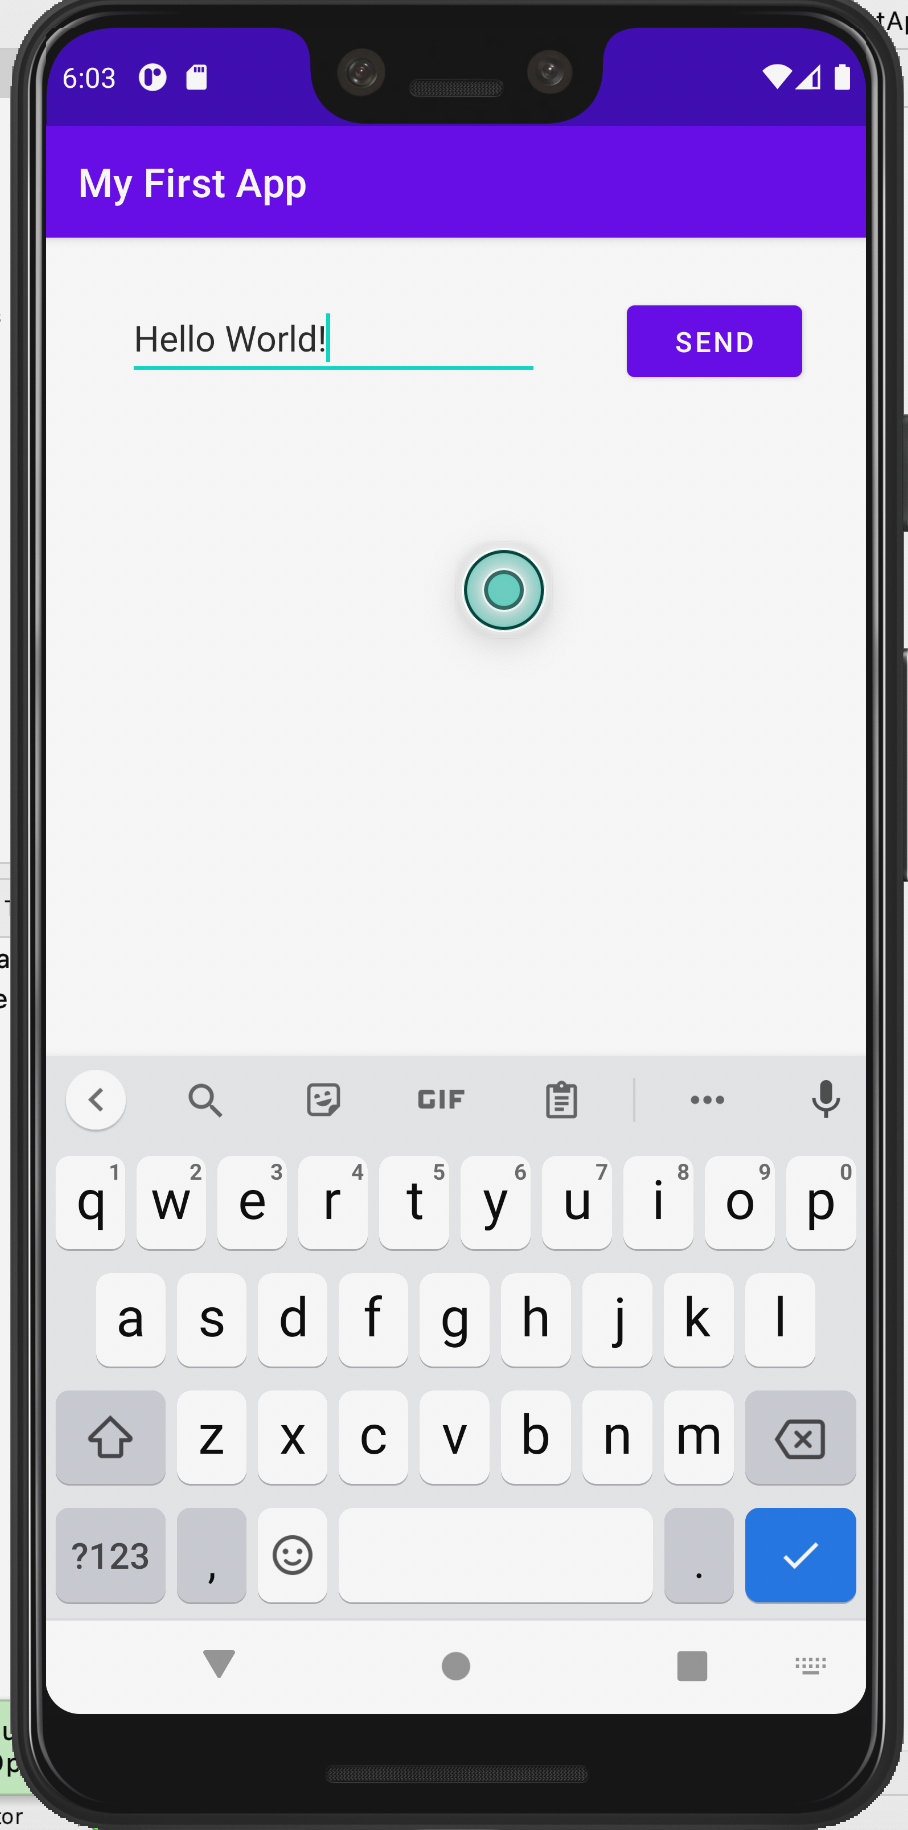 6:03
My First App
Hello World!
SEND
GIF
1 2 3 4 5 6 7 8 9 0
q w e r t y u i o p
a s d f g h j k l
z x c v b n m
?123 , .
tor